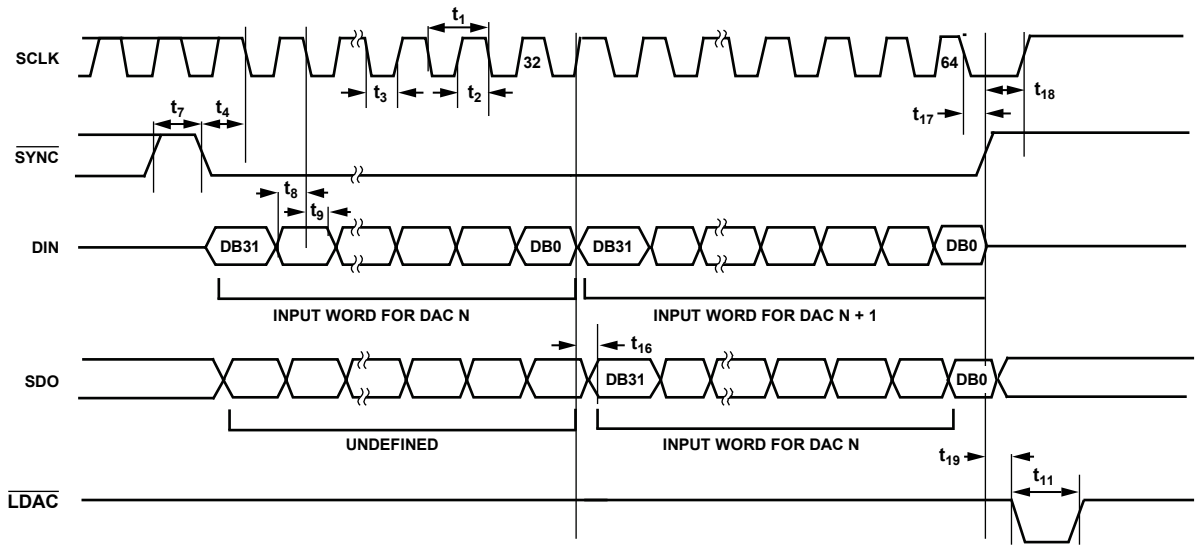 t1
SCLK
32
64
t3
t2
t18
t7
t4
t17
SYNC
t8
t9
DIN
DB31
DB0
DB31
DB0
INPUT WORD FOR DAC N
INPUT WORD FOR DAC N + 1
t16
SDO
DB31
DB0
UNDEFINED
INPUT WORD FOR DAC N
t19
t11
LDAC